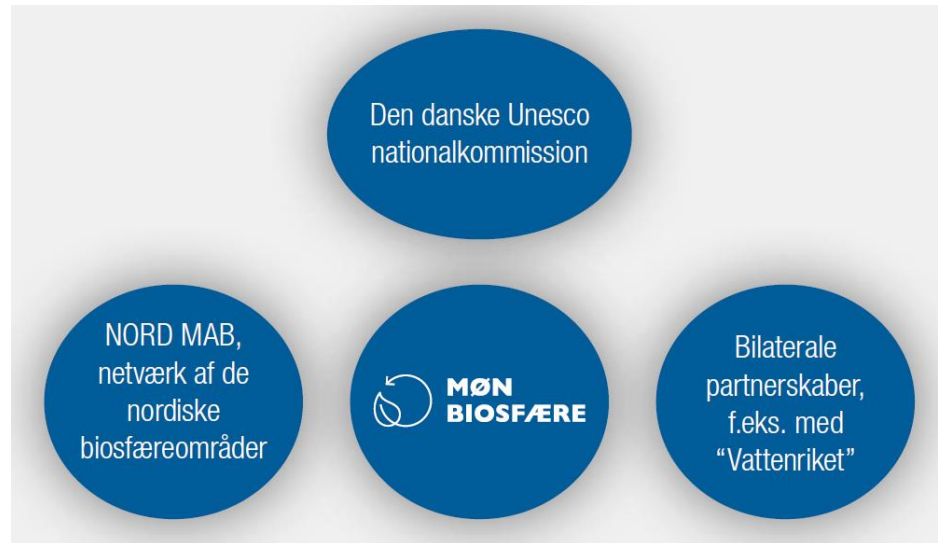 Den danske Unesco
nationalkommission
NORD MAB,
netværk af de
nordiske
biosfæreområder
MØN
BIOSFÆRE
Bilaterale
partnerskaber,
f.eks. med
“Vattenriket”